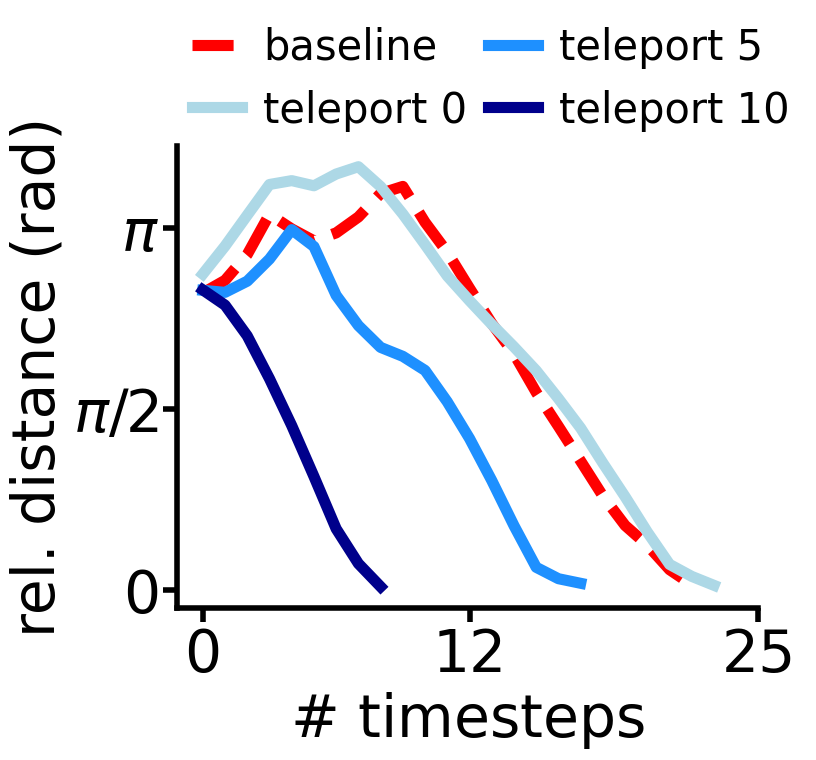 baseline
teleport 5
teleport 0
teleport 10
rel. distance (rad)
π
π/2
0
0 12 25
# timesteps